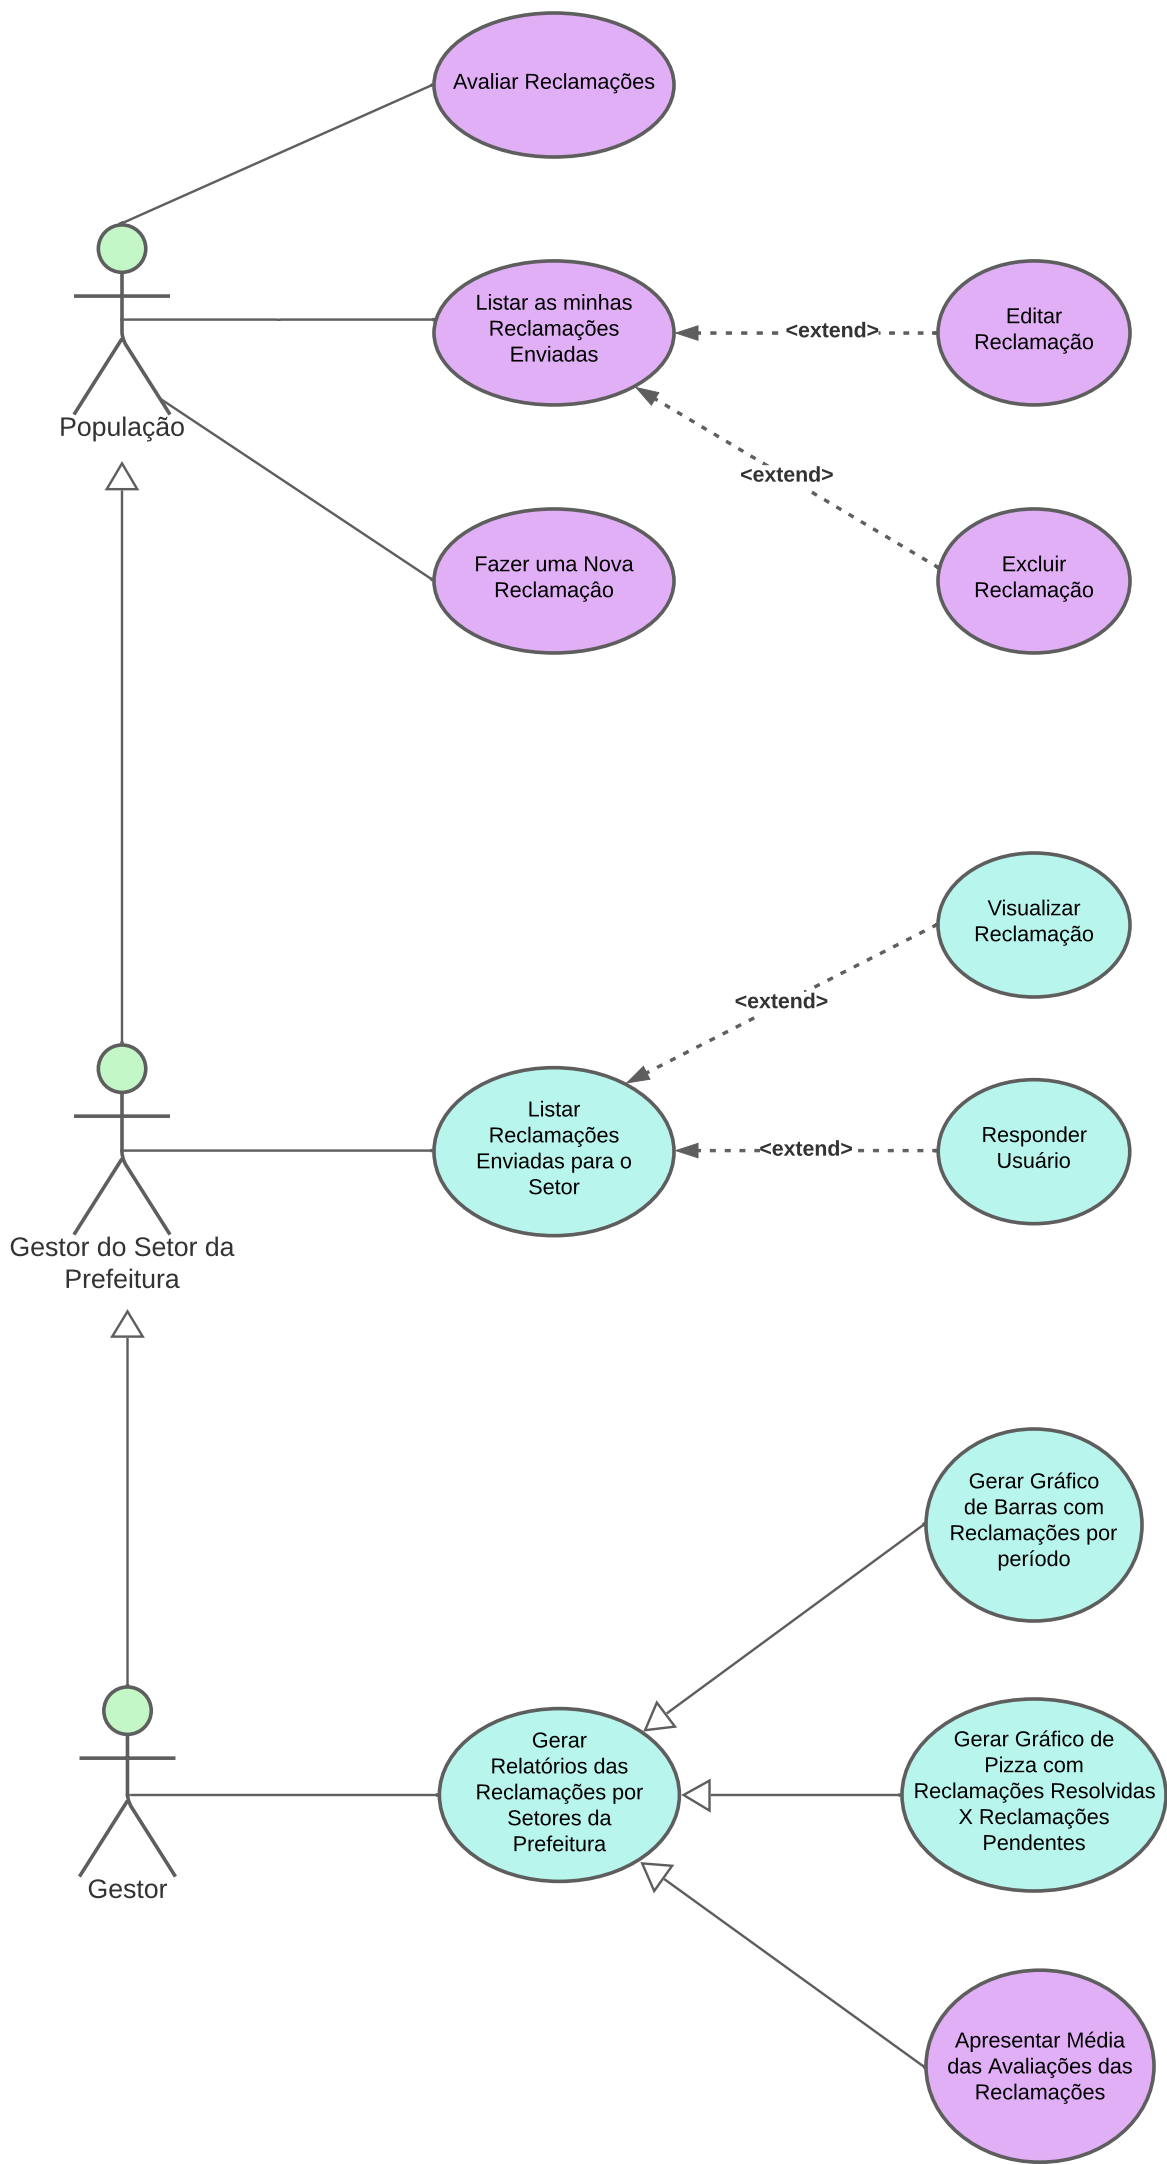 Avaliar Reclamações
Listar as minhas
Reclamações
Enviadas
<extend>
Editar
Reclamação
População
<extend>
Fazer uma Nova
Reclamaçâo
Excluir
Reclamação
Visualizar
Reclamação
<extend>
Listar
Reclamações
Enviadas para o
Setor
<extend>
Responder
Usuário
Gestor do Setor da
Prefeitura
Gerar Gráfico
de Barras com
Reclamações por
período
Gerar
Relatórios das
Reclamações por
Setores da
Prefeitura
Gerar Gráfico de
Pizza com
Reclamações Resolvidas
X Reclamações
Pendentes
Gestor
Apresentar Média
das Avaliações das
Reclamações